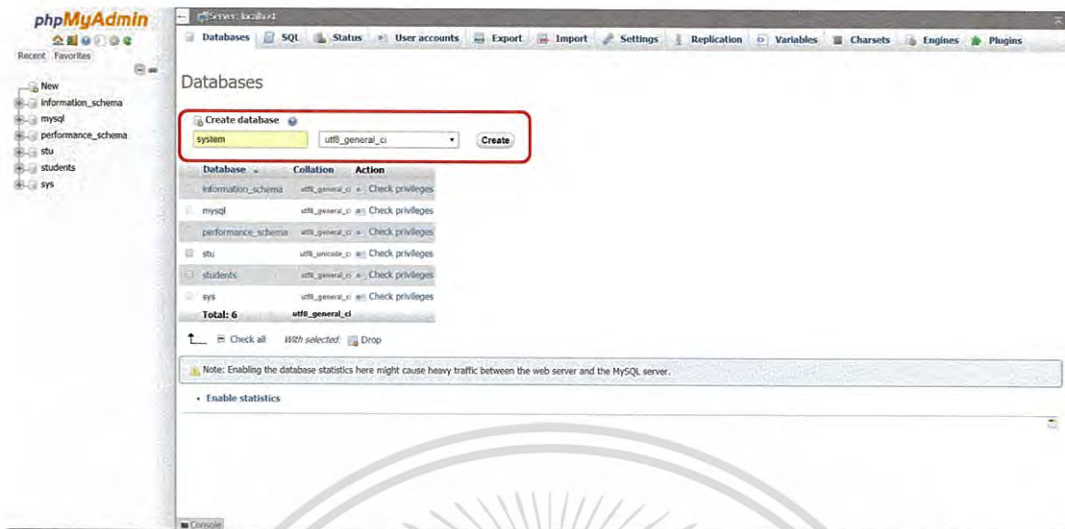 phpMyAdmin
Recent Favorites
New
information_schema
mysql
performance_schema
stu
students
sys
Server: localhost
Databases SQL Status User accounts Export Import Settings Replication Variables Charsets Engines Plugins
Databases
Create database
system utf8_general_ci Create
Database Collation Action
information_schema utf8_general_ci Check privileges
mysql utf8_general_ci Check privileges
performance_schema utf8_general_ci Check privileges
stu utf8_unicode_ci Check privileges
students utf8_general_ci Check privileges
sys utf8_general_ci Check privileges
Total: 6 utf8_general_ci
Check all With selected: Drop
Note: Enabling the database statistics here might cause heavy traffic between the web server and the MySQL server.
• Enable statistics
Console